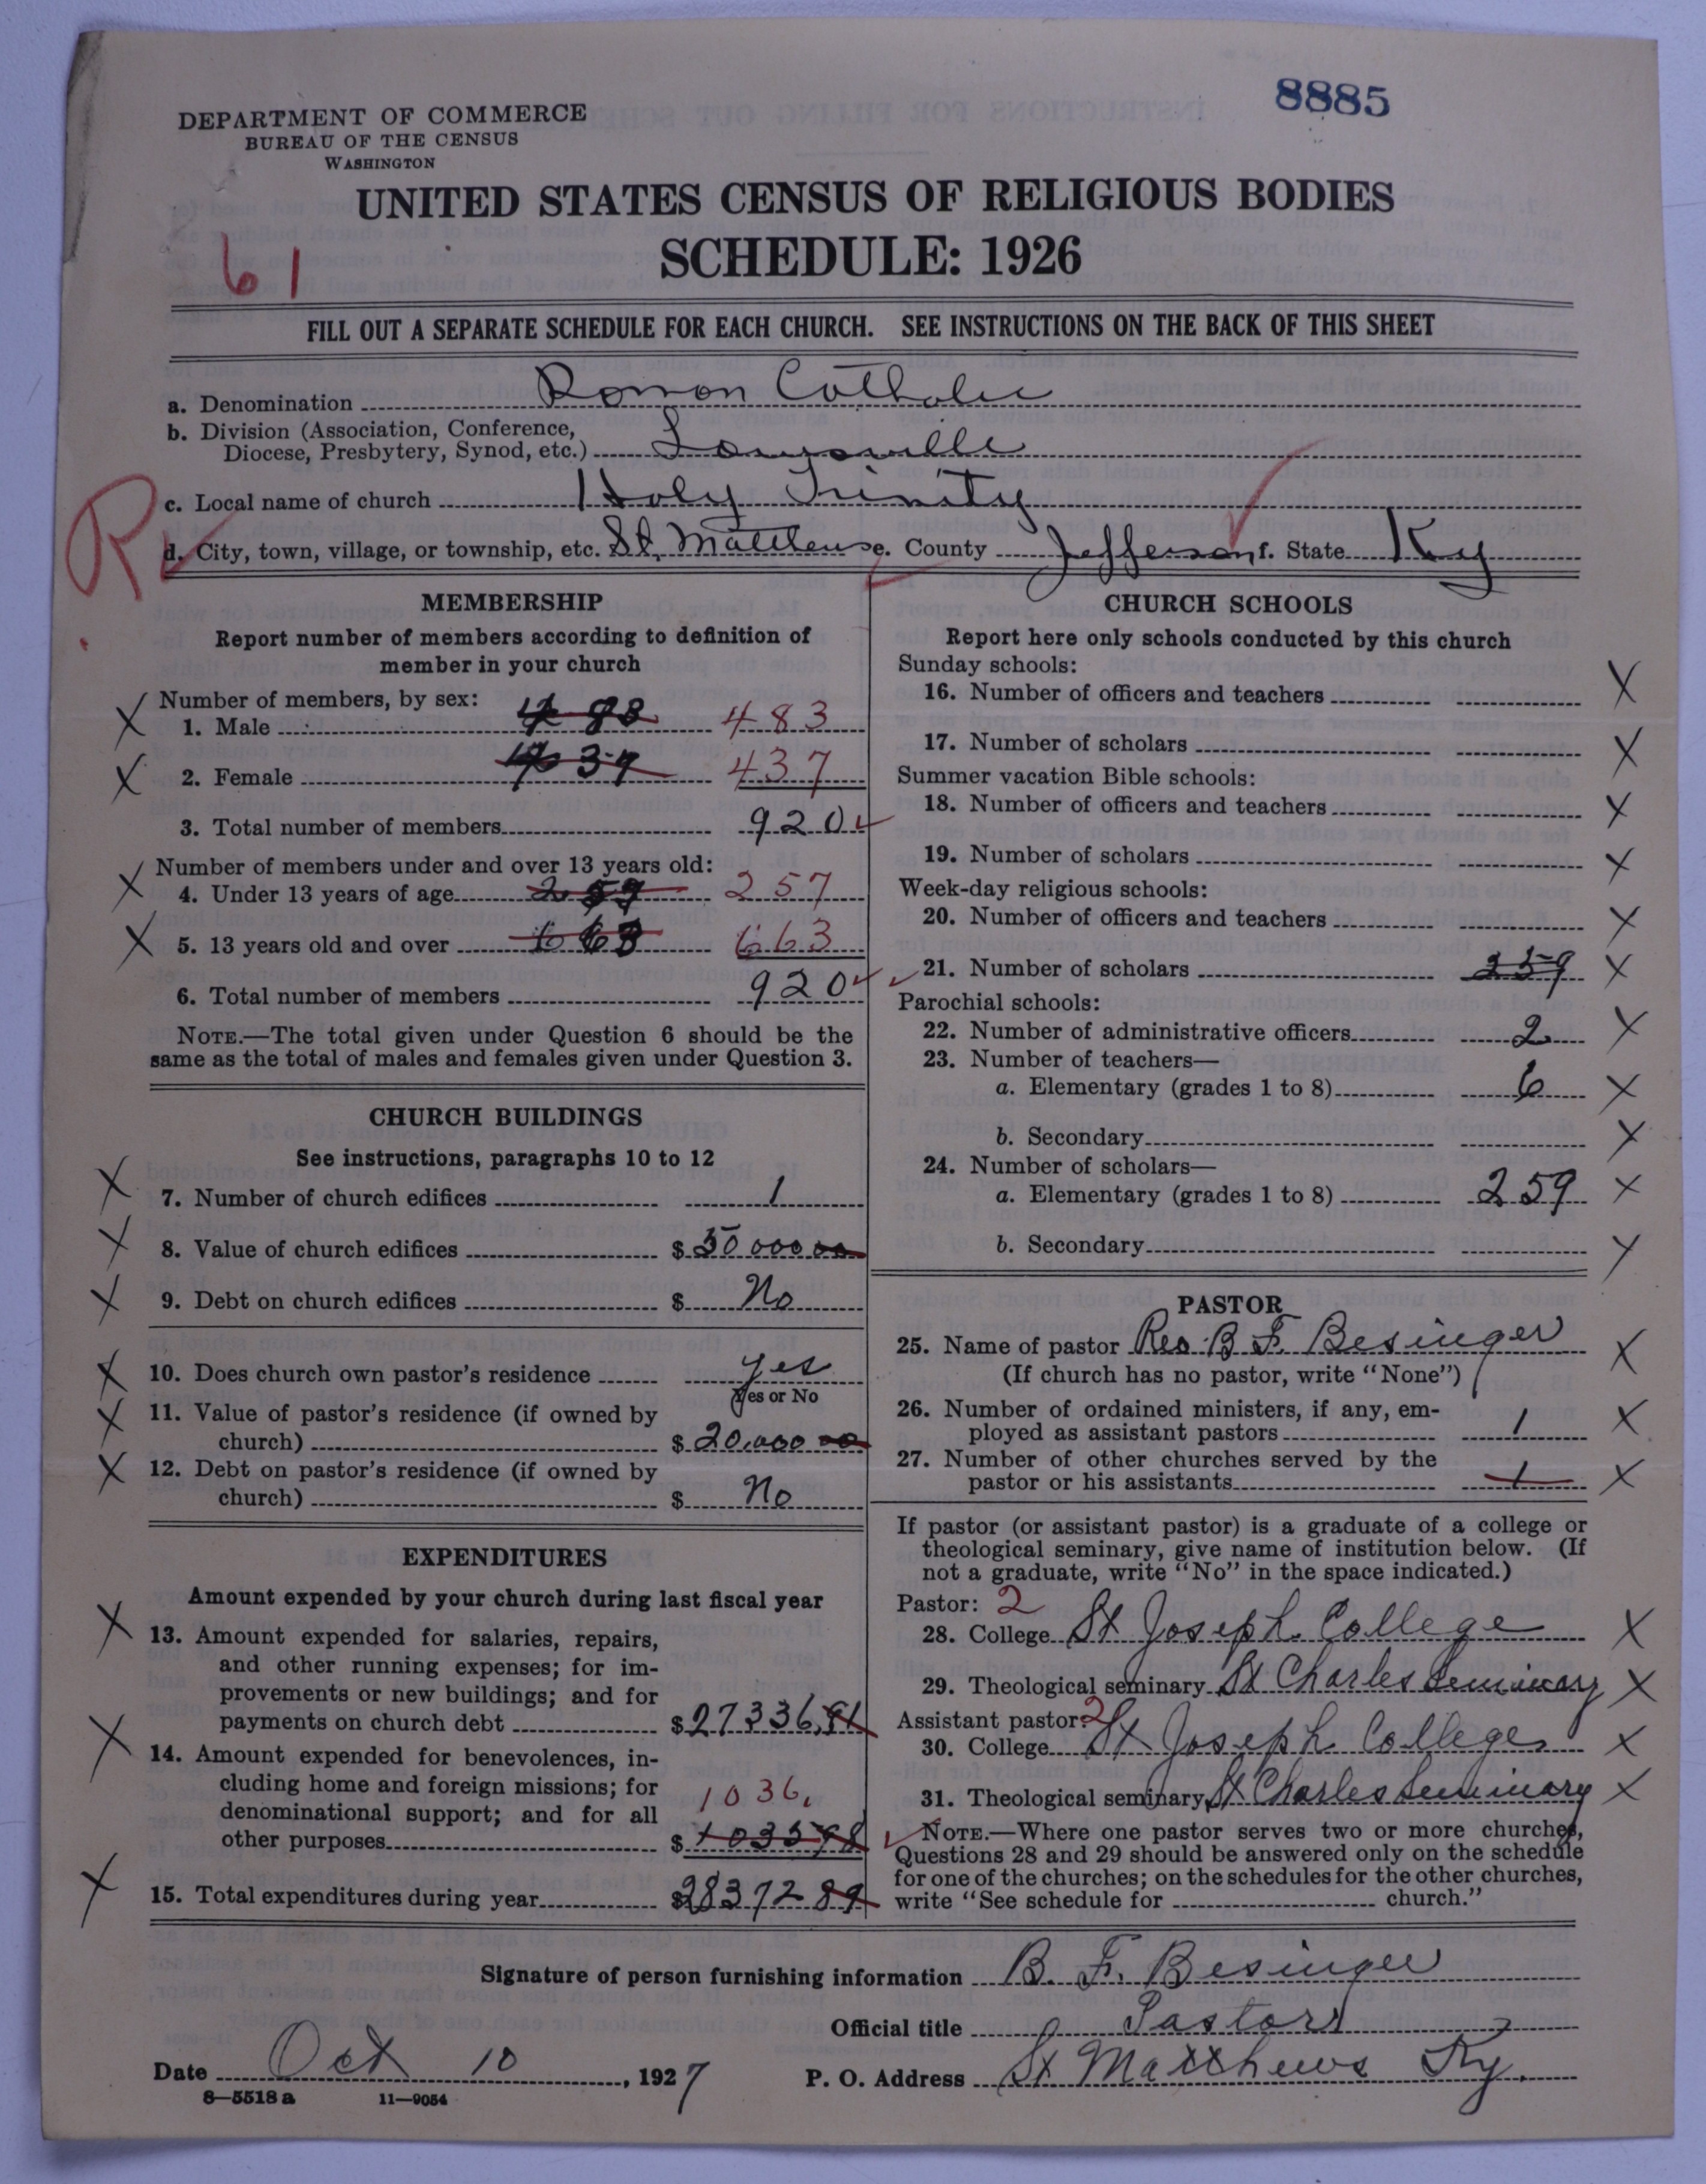 8885
DEPARTMENT OF COMMERCE
BUREAU OF THE CENSUS
WASHINGTON
UNITED STATES CENSUS OF RELIGIOUS BODIES
SCHEDULE: 1926
61
FILL OUT A SEPARATE SCHEDULE FOR EACH CHURCH. SEE INSTRUCTIONS ON THE BACK OF THIS SHEET
a. Denomination Roman Catholic
b. Division (Association, Conference,
Diocese, Presbytery, Synod, etc.) Louisville
c. Local name of church Holy Trinity
d. City, town, village, or township, etc. St. Matthews e. County Jefferson f. State Ky
MEMBERSHIP
Report number of members according to definition of
member in your church
Number of members, by sex:
1. Male 483
2. Female 437
3. Total number of members 920
Number of members under and over 13 years old:
4. Under 13 years of age 257
5. 13 years old and over 663
6. Total number of members 920
NOTE.—The total given under Question 6 should be the
same as the total of males and females given under Question 3.
CHURCH BUILDINGS
See instructions, paragraphs 10 to 12
7. Number of church edifices 1
8. Value of church edifices $ 50 000 00
9. Debt on church edifices $ No
10. Does church own pastor's residence yes
Yes or No
11. Value of pastor's residence (if owned by
church) $ 20,000 00
12. Debt on pastor's residence (if owned by
church) $ No
EXPENDITURES
Amount expended by your church during last fiscal year
13. Amount expended for salaries, repairs,
and other running expenses; for im-
provements or new buildings; and for
payments on church debt $ 27336.91
14. Amount expended for benevolences, in-
cluding home and foreign missions; for
denominational support; and for all 1036.
other purposes $ 1035 98
15. Total expenditures during year $ 28372 89
CHURCH SCHOOLS
Report here only schools conducted by this church
Sunday schools:
16. Number of officers and teachers
17. Number of scholars
Summer vacation Bible schools:
18. Number of officers and teachers
19. Number of scholars
Week-day religious schools:
20. Number of officers and teachers
21. Number of scholars 259
Parochial schools:
22. Number of administrative officers 2
23. Number of teachers—
a. Elementary (grades 1 to 8) 6
b. Secondary
24. Number of scholars—
a. Elementary (grades 1 to 8) 259
b. Secondary
PASTOR
25. Name of pastor Rev B. F. Besinger
(If church has no pastor, write "None")
26. Number of ordained ministers, if any, em-
ployed as assistant pastors 1
27. Number of other churches served by the
pastor or his assistants 1
If pastor (or assistant pastor) is a graduate of a college or
theological seminary, give name of institution below. (If
not a graduate, write "No" in the space indicated.)
Pastor: 2
28. College St Joseph College
29. Theological seminary St Charles Seminary
Assistant pastor: 2
30. College St Joseph College
31. Theological seminary St Charles Seminary
NOTE.—Where one pastor serves two or more churches,
Questions 28 and 29 should be answered only on the schedule
for one of the churches; on the schedules for the other churches,
write "See schedule for church."
Signature of person furnishing information B. F. Besinger
Official title Pastor
Date Oct 10, 1927 P. O. Address St Matthews Ky.
8—5518 a 11—9054